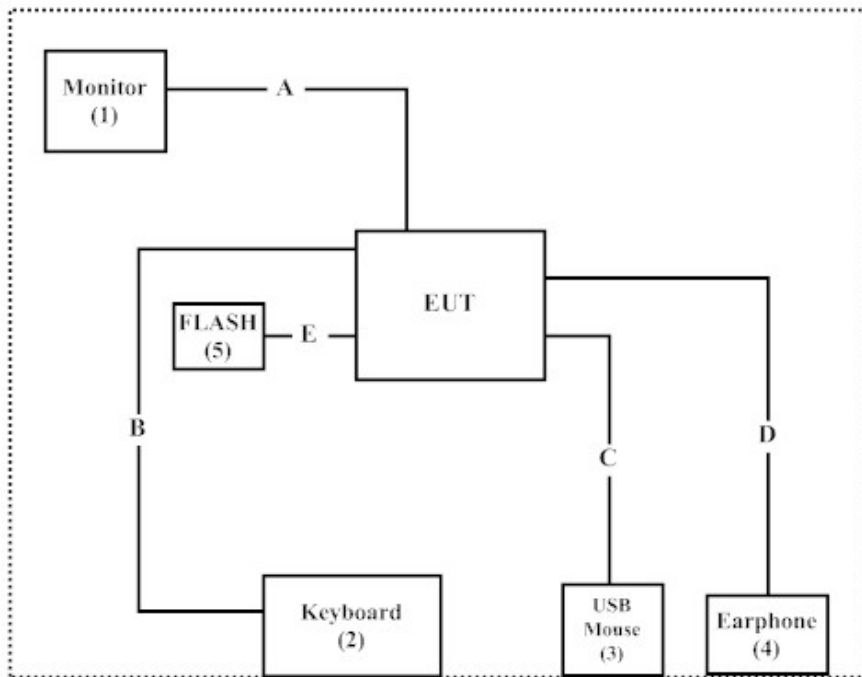 Monitor
(1)
A
EUT
FLASH
(5)
E
B
D
C
Keyboard
(2)
USB
Mouse
(3)
Earphone
(4)